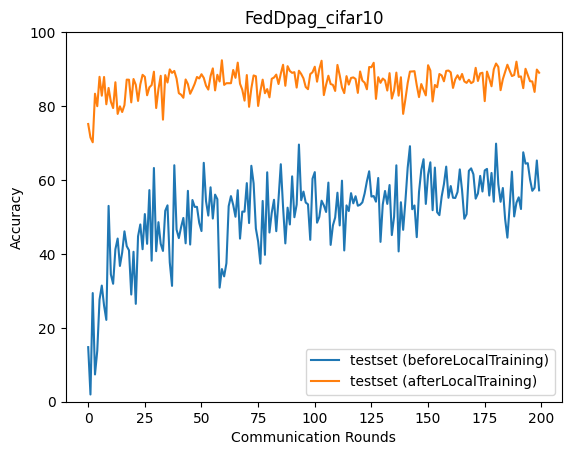 FedDpag_cifar10
Accuracy
100
80
60
40
20
0
0 25 50 75 100 125 150 175 200
Communication Rounds
testset (beforeLocalTraining)
testset (afterLocalTraining)